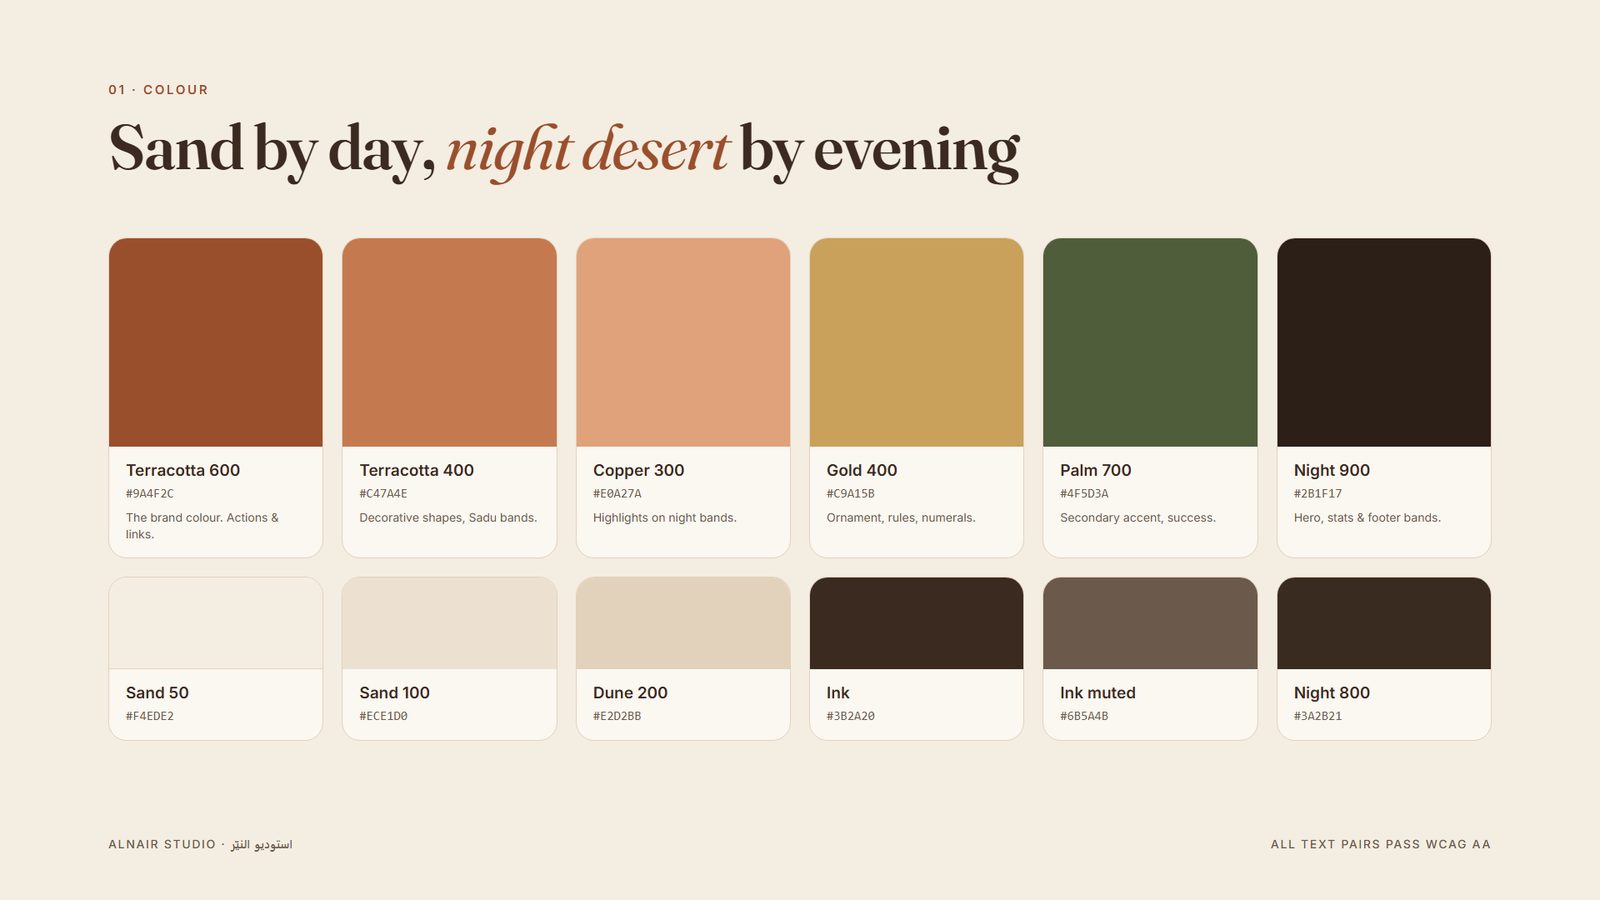 01 · COLOUR
Sand by day, night desert by evening
Terracotta 600
#9A4F2C
The brand colour. Actions &
links.
Terracotta 400
#C47A4E
Decorative shapes, Sadu bands.
Copper 300
#E0A27A
Highlights on night bands.
Gold 400
#C9A15B
Ornament, rules, numerals.
Palm 700
#4F5D3A
Secondary accent, success.
Night 900
#2B1F17
Hero, stats & footer bands.
Sand 50
#F4EDE2
Sand 100
#ECE1D0
Dune 200
#E2D2BB
Ink
#3B2A20
Ink muted
#6B5A4B
Night 800
#3A2B21
ALNAIR STUDIO · استوديو النيّر
ALL TEXT PAIRS PASS WCAG AA